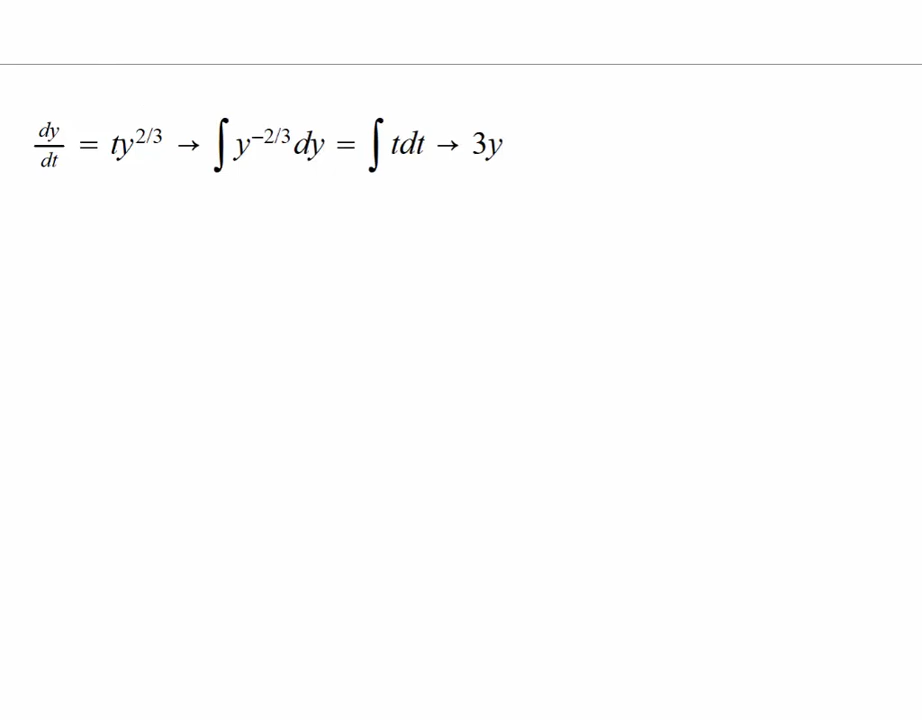 dy/dt = ty^{2/3} → ∫ y^{−2/3} dy = ∫ tdt → 3y